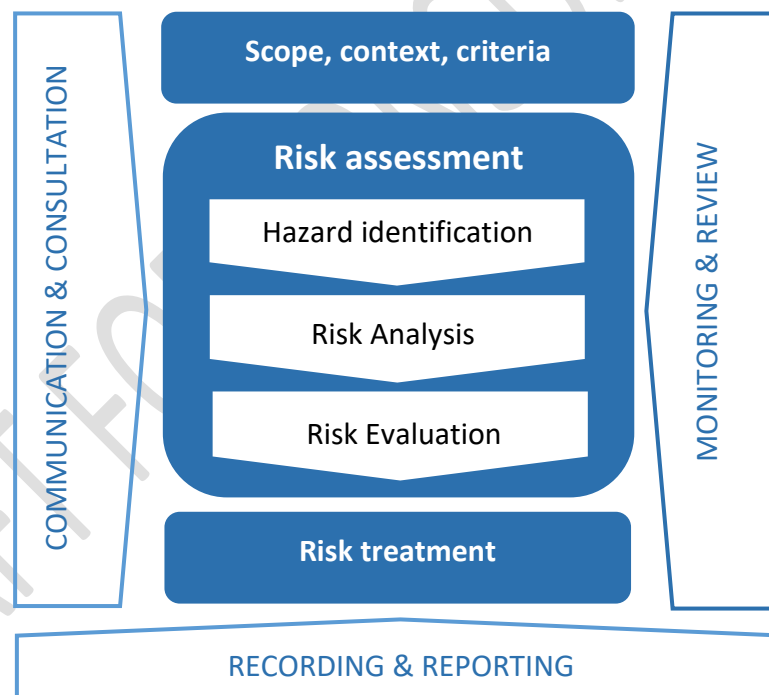 Scope, context, criteria
Risk assessment
Hazard identification
Risk Analysis
Risk Evaluation
Risk treatment
COMMUNICATION & CONSULTATION
MONITORING & REVIEW
RECORDING & REPORTING